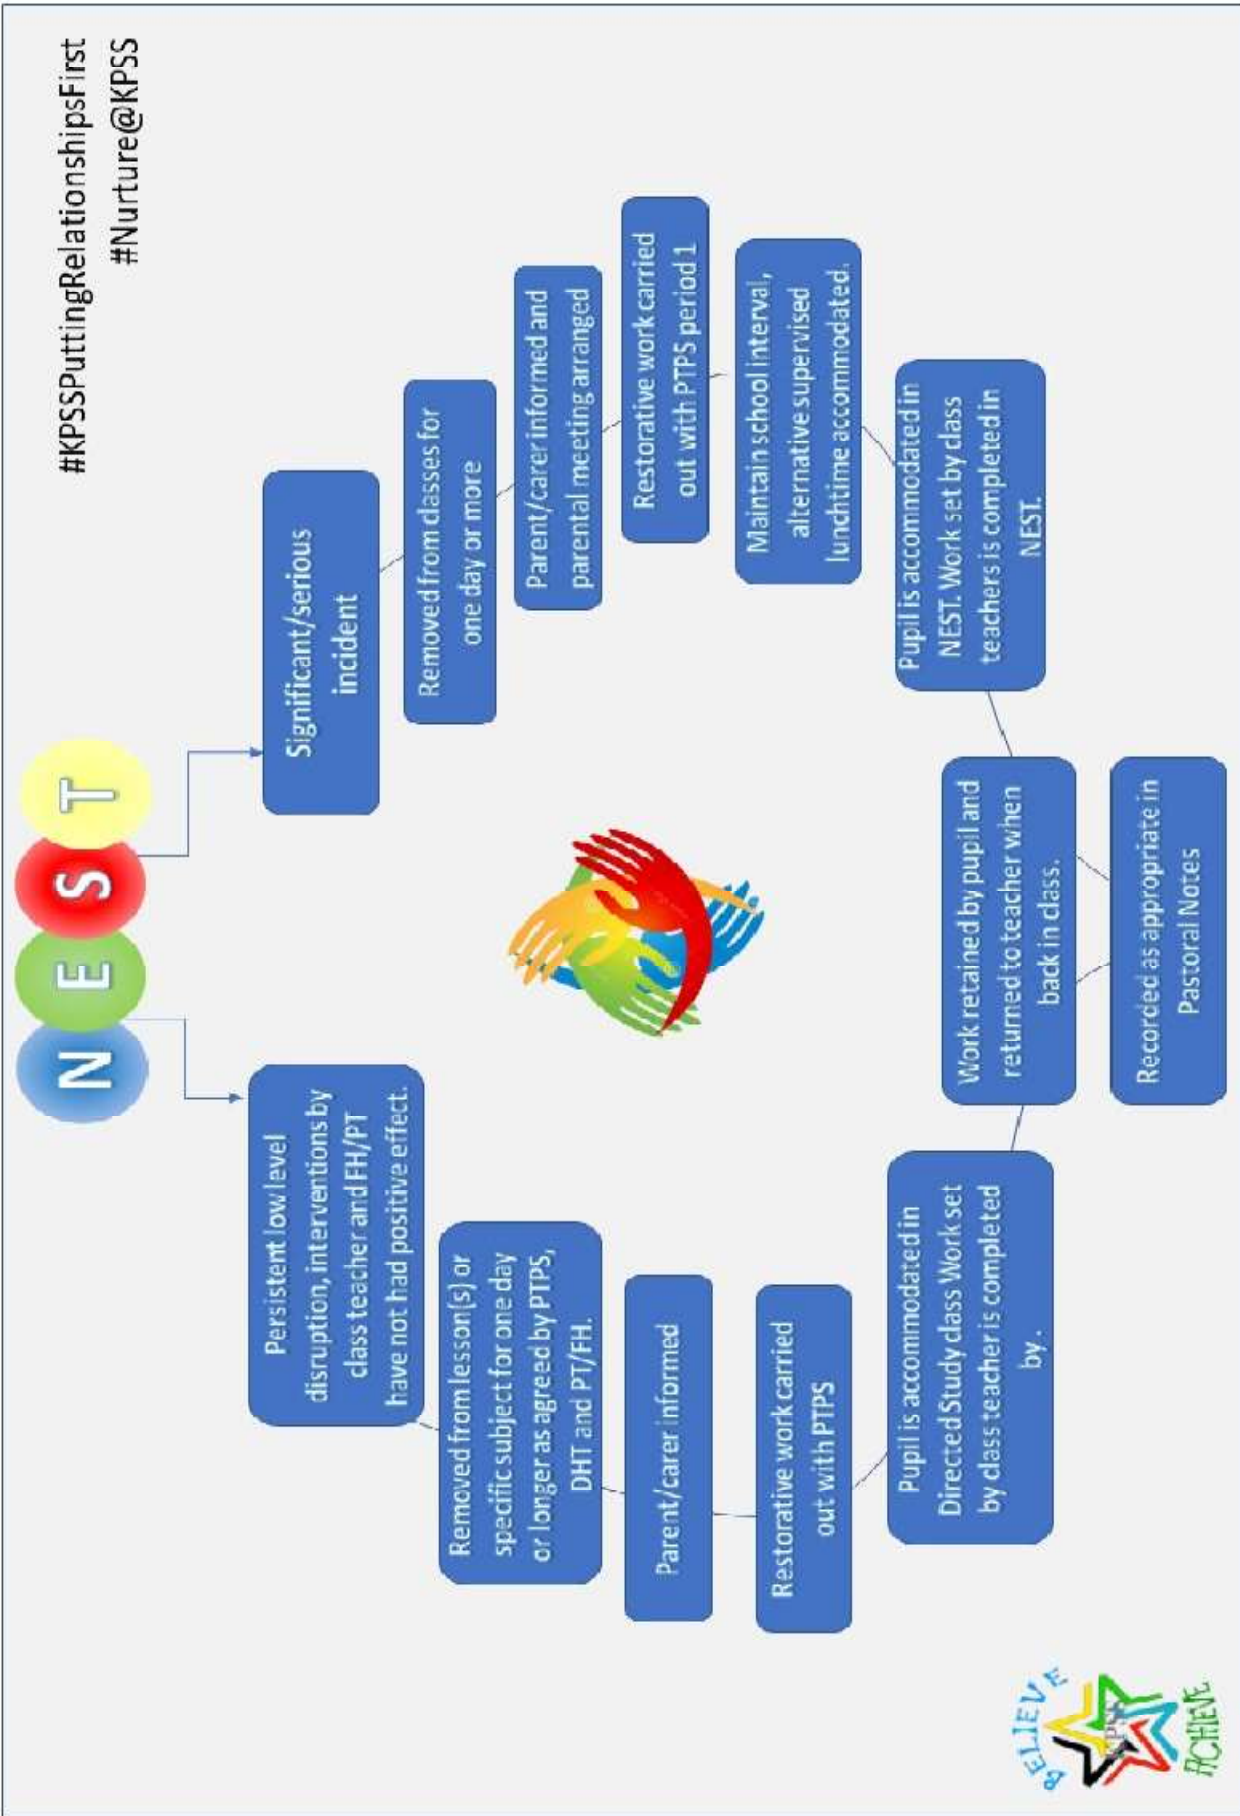 #KPSSPuttingRelationshipsFirst
#Nurture@KPSS
N E S T
Persistent low level
disruption, interventions by
class teacher and FH/PT
have not had positive effect.
Removed from lesson(s) or
specific subject for one day
or longer as agreed by PTPS,
DHT and PT/FH.
Parent/carer informed
Restorative work carried
out with PTPS
Pupil is accommodated in
Directed Study class Work set
by class teacher is completed
by.
Significant/serious
incident
Removed from classes for
one day or more
Parent/carer informed and
parental meeting arranged
Restorative work carried
out with PTPS period 1
Maintain school interval,
alternative supervised
lunchtime accommodated.
Pupil is accommodated in
NEST. Work set by class
teachers is completed in
NEST.
Work retained by pupil and
returned to teacher when
back in class.
Recorded as appropriate in
Pastoral Notes
BELIEVE
KPSS
ACHIEVE